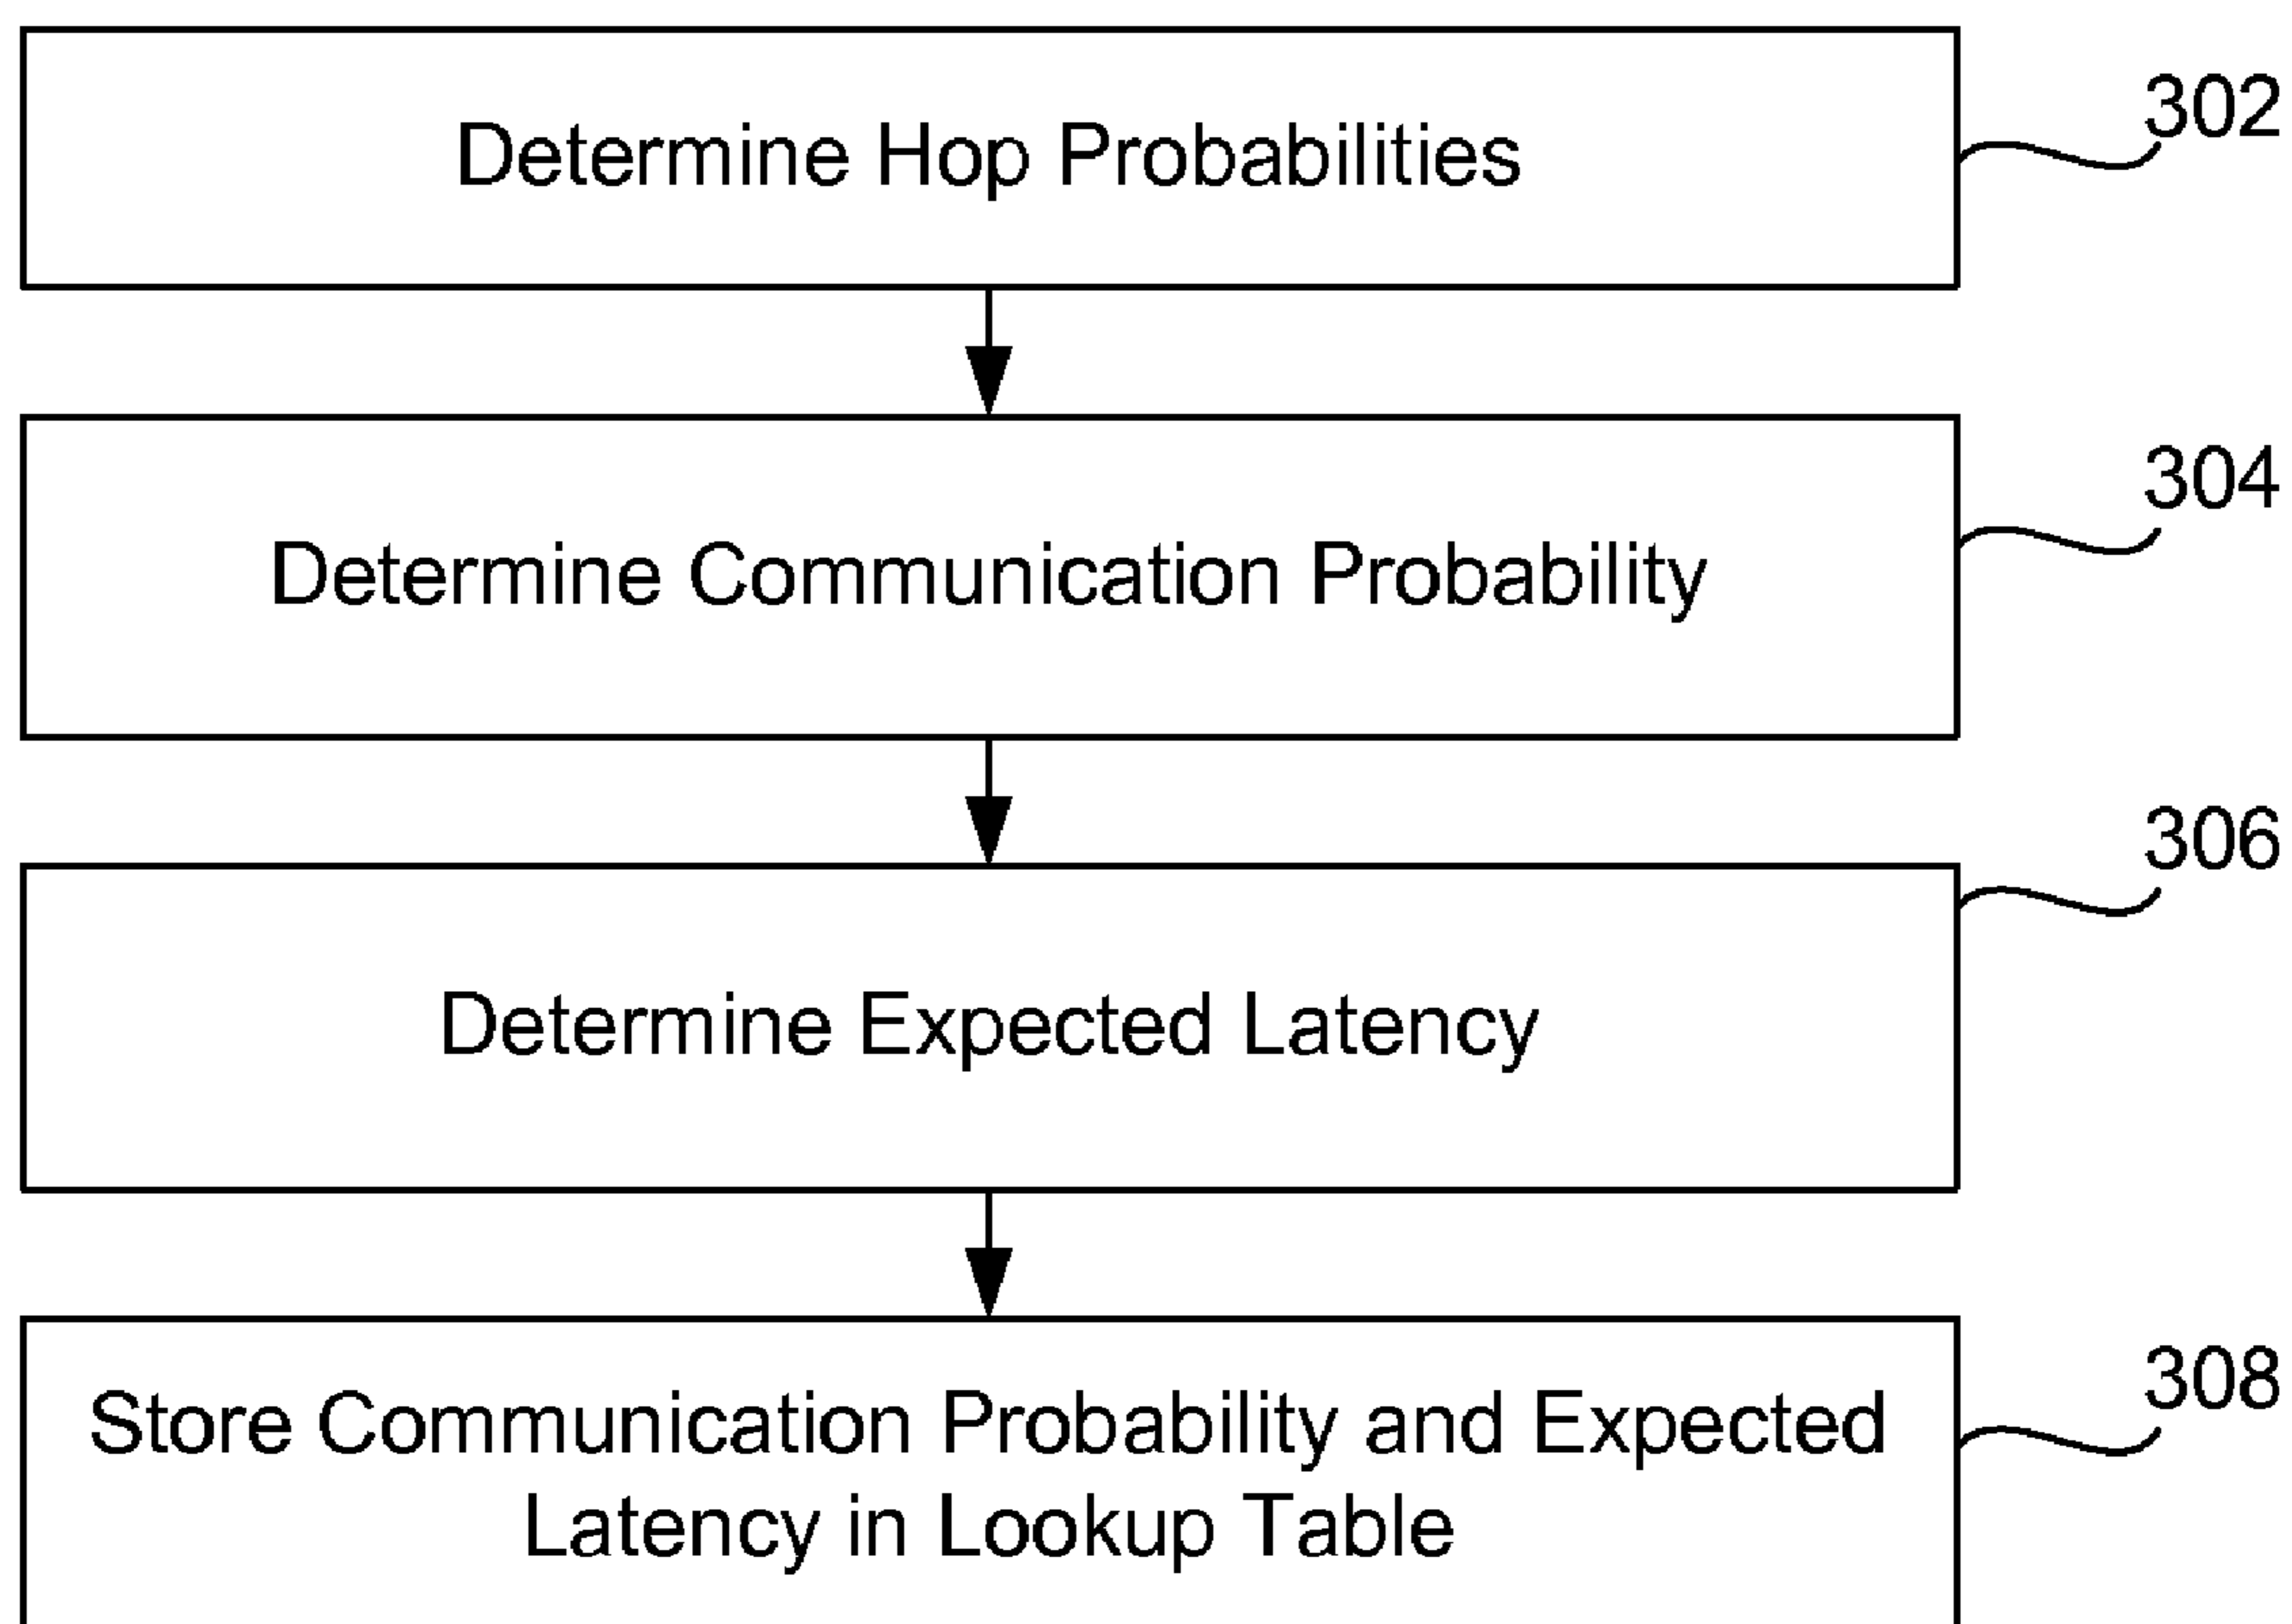 Determine Hop Probabilities
302
Determine Communication Probability
304
Determine Expected Latency
306
Store Communication Probability and Expected
Latency in Lookup Table
308